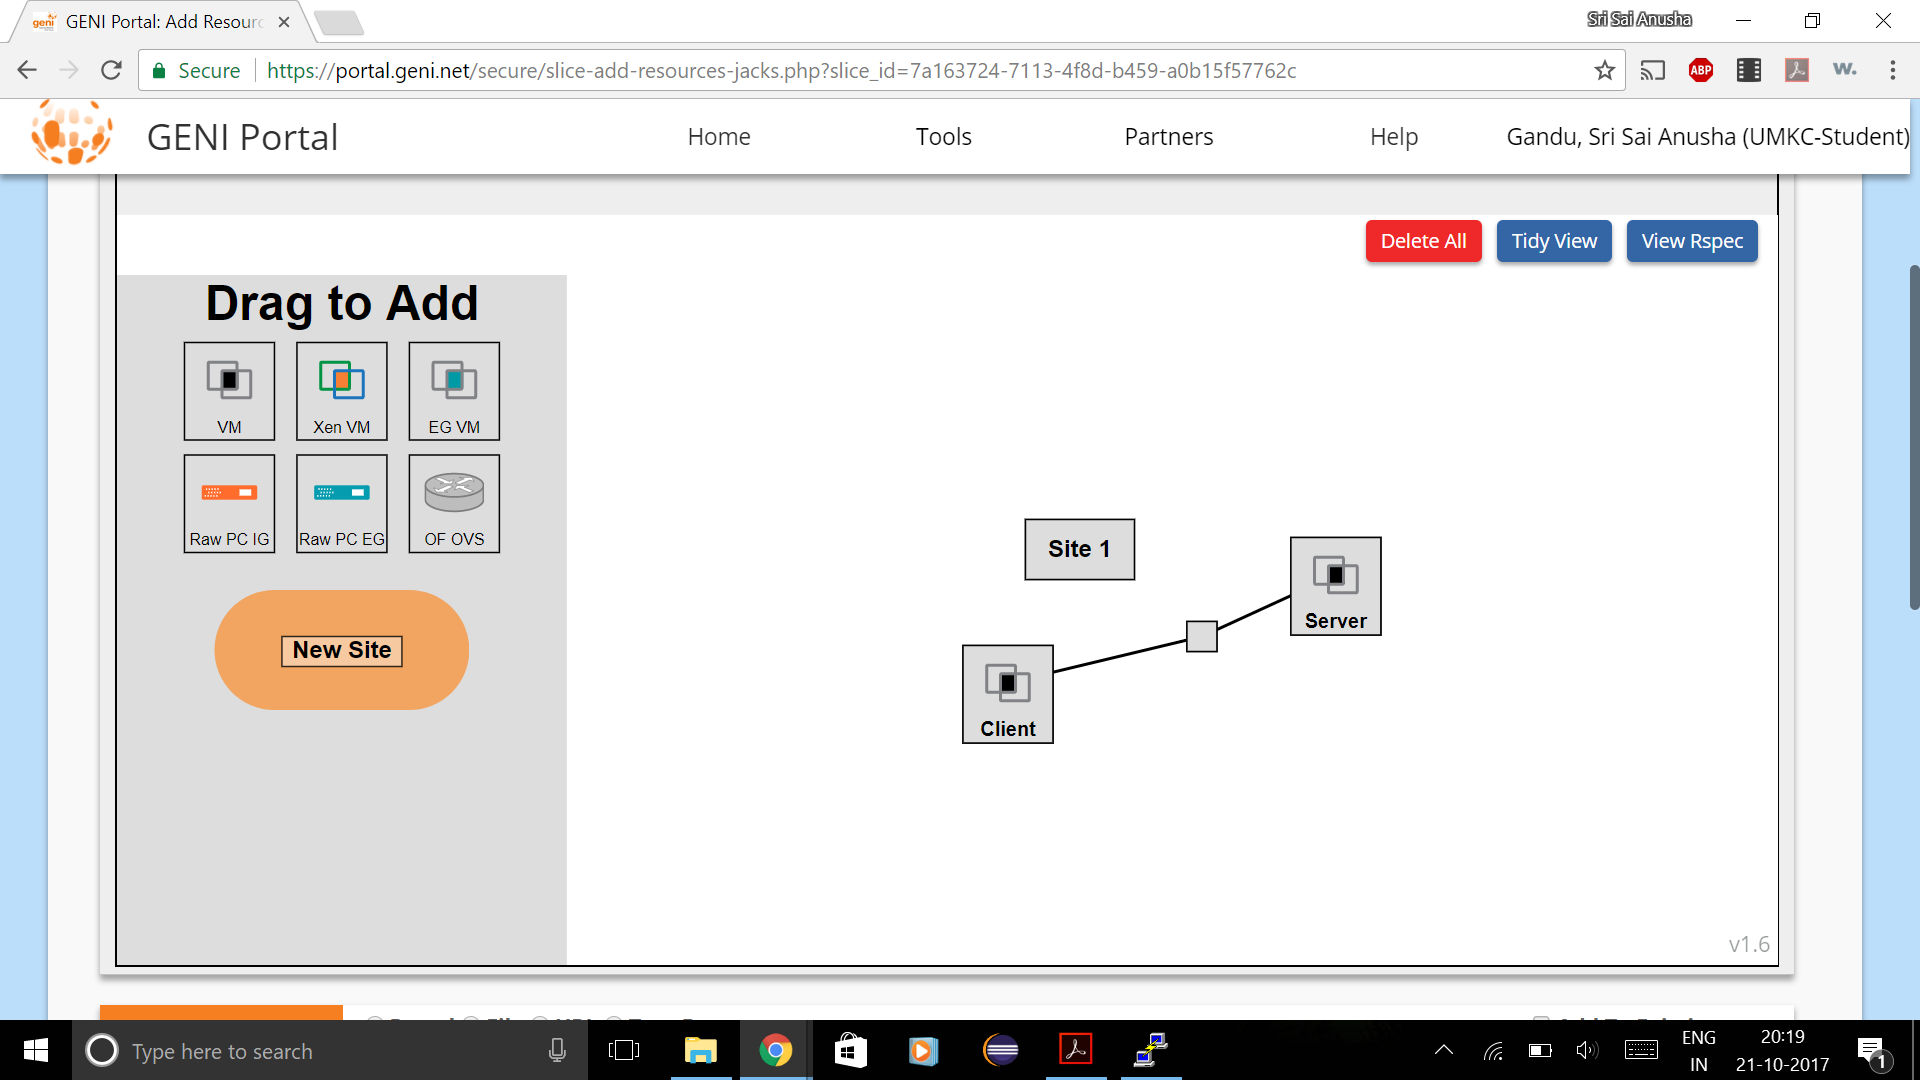 geni
GENI Portal: Add Resourc
Sri Sai Anusha
Secure
https://portal.geni.net/secure/slice-add-resources-jacks.php?slice_id=7a163724-7113-4f8d-b459-a0b15f57762c
ABP
w.
GENI Portal
Home
Tools
Partners
Help
Gandu, Sri Sai Anusha (UMKC-Student)
Delete All
Tidy View
View Rspec
Drag to Add
VM
Xen VM
EG VM
Raw PC IG
Raw PC EG
OF OVS
New Site
Site 1
Server
Client
v1.6
Type here to search
ENG
IN
20:19
21-10-2017
1